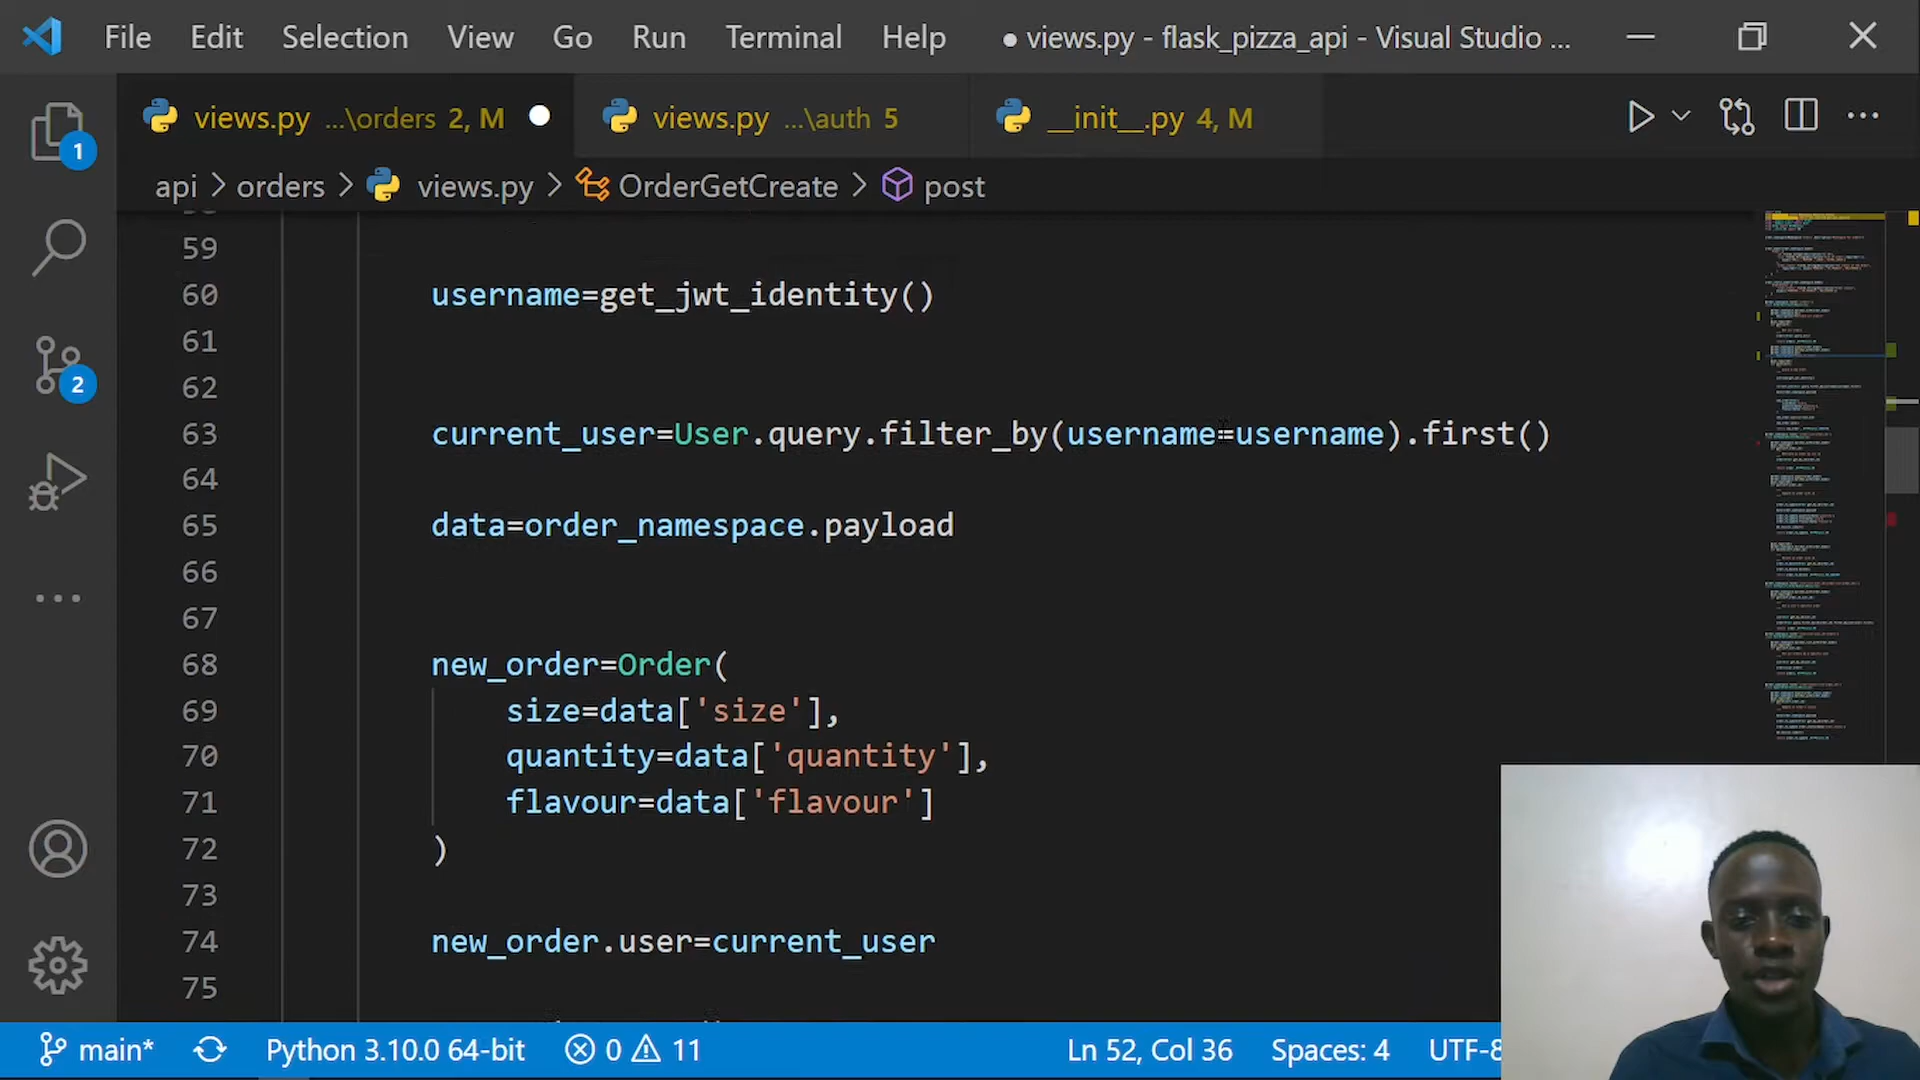 File Edit Selection View Go Run Terminal Help ● views.py - flask_pizza_api - Visual Studio ...
views.py ...\orders 2, M views.py ...\auth 5 __init__.py 4, M
api > orders > views.py > OrderGetCreate > post
1
2
59
60 username=get_jwt_identity()
61
62
63 current_user=User.query.filter_by(username=username).first()
64
65 data=order_namespace.payload
66
67
68 new_order=Order(
69 size=data['size'],
70 quantity=data['quantity'],
71 flavour=data['flavour']
72 )
73
74 new_order.user=current_user
75
main* Python 3.10.0 64-bit 0 11 Ln 52, Col 36 Spaces: 4 UTF-8